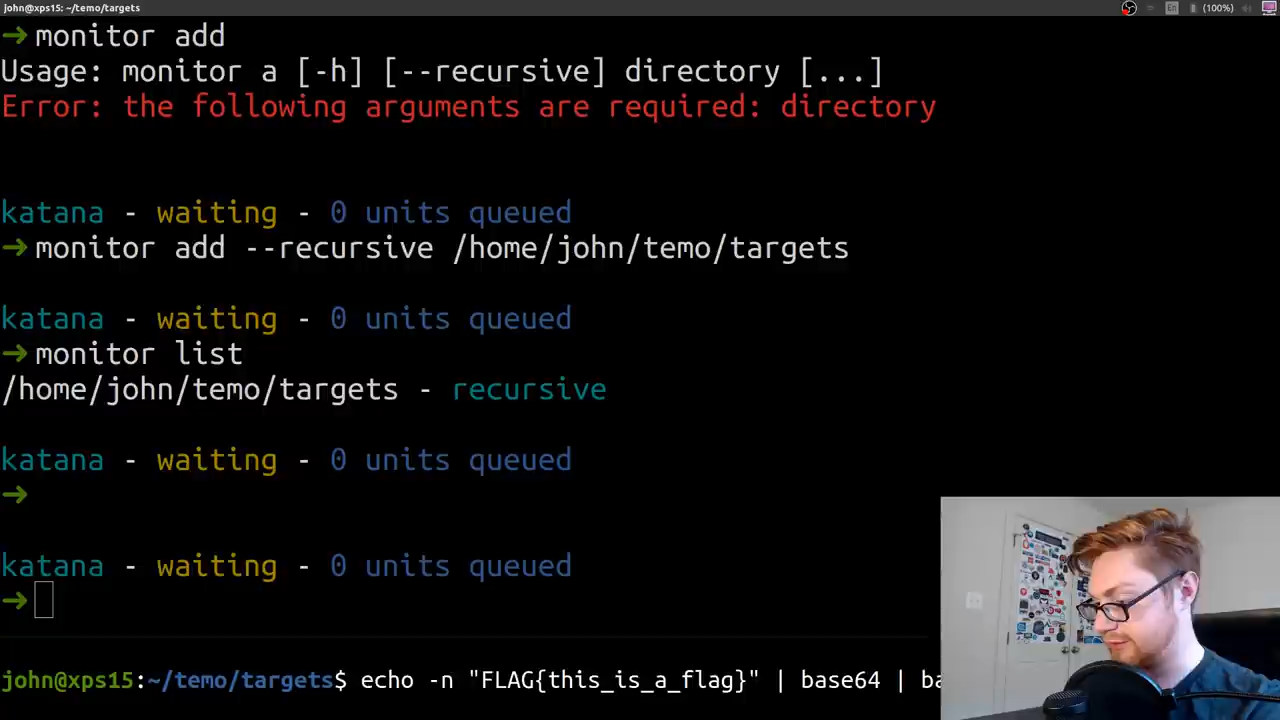 john@xps15: ~/temo/targets
En (100%)
→ monitor add
Usage: monitor a [-h] [--recursive] directory [...]
Error: the following arguments are required: directory
katana - waiting - 0 units queued
→ monitor add --recursive /home/john/temo/targets
katana - waiting - 0 units queued
→ monitor list
/home/john/temo/targets - recursive
katana - waiting - 0 units queued
→
katana - waiting - 0 units queued
→
john@xps15:~/temo/targets$ echo -n "FLAG{this_is_a_flag}" | base64 | ba